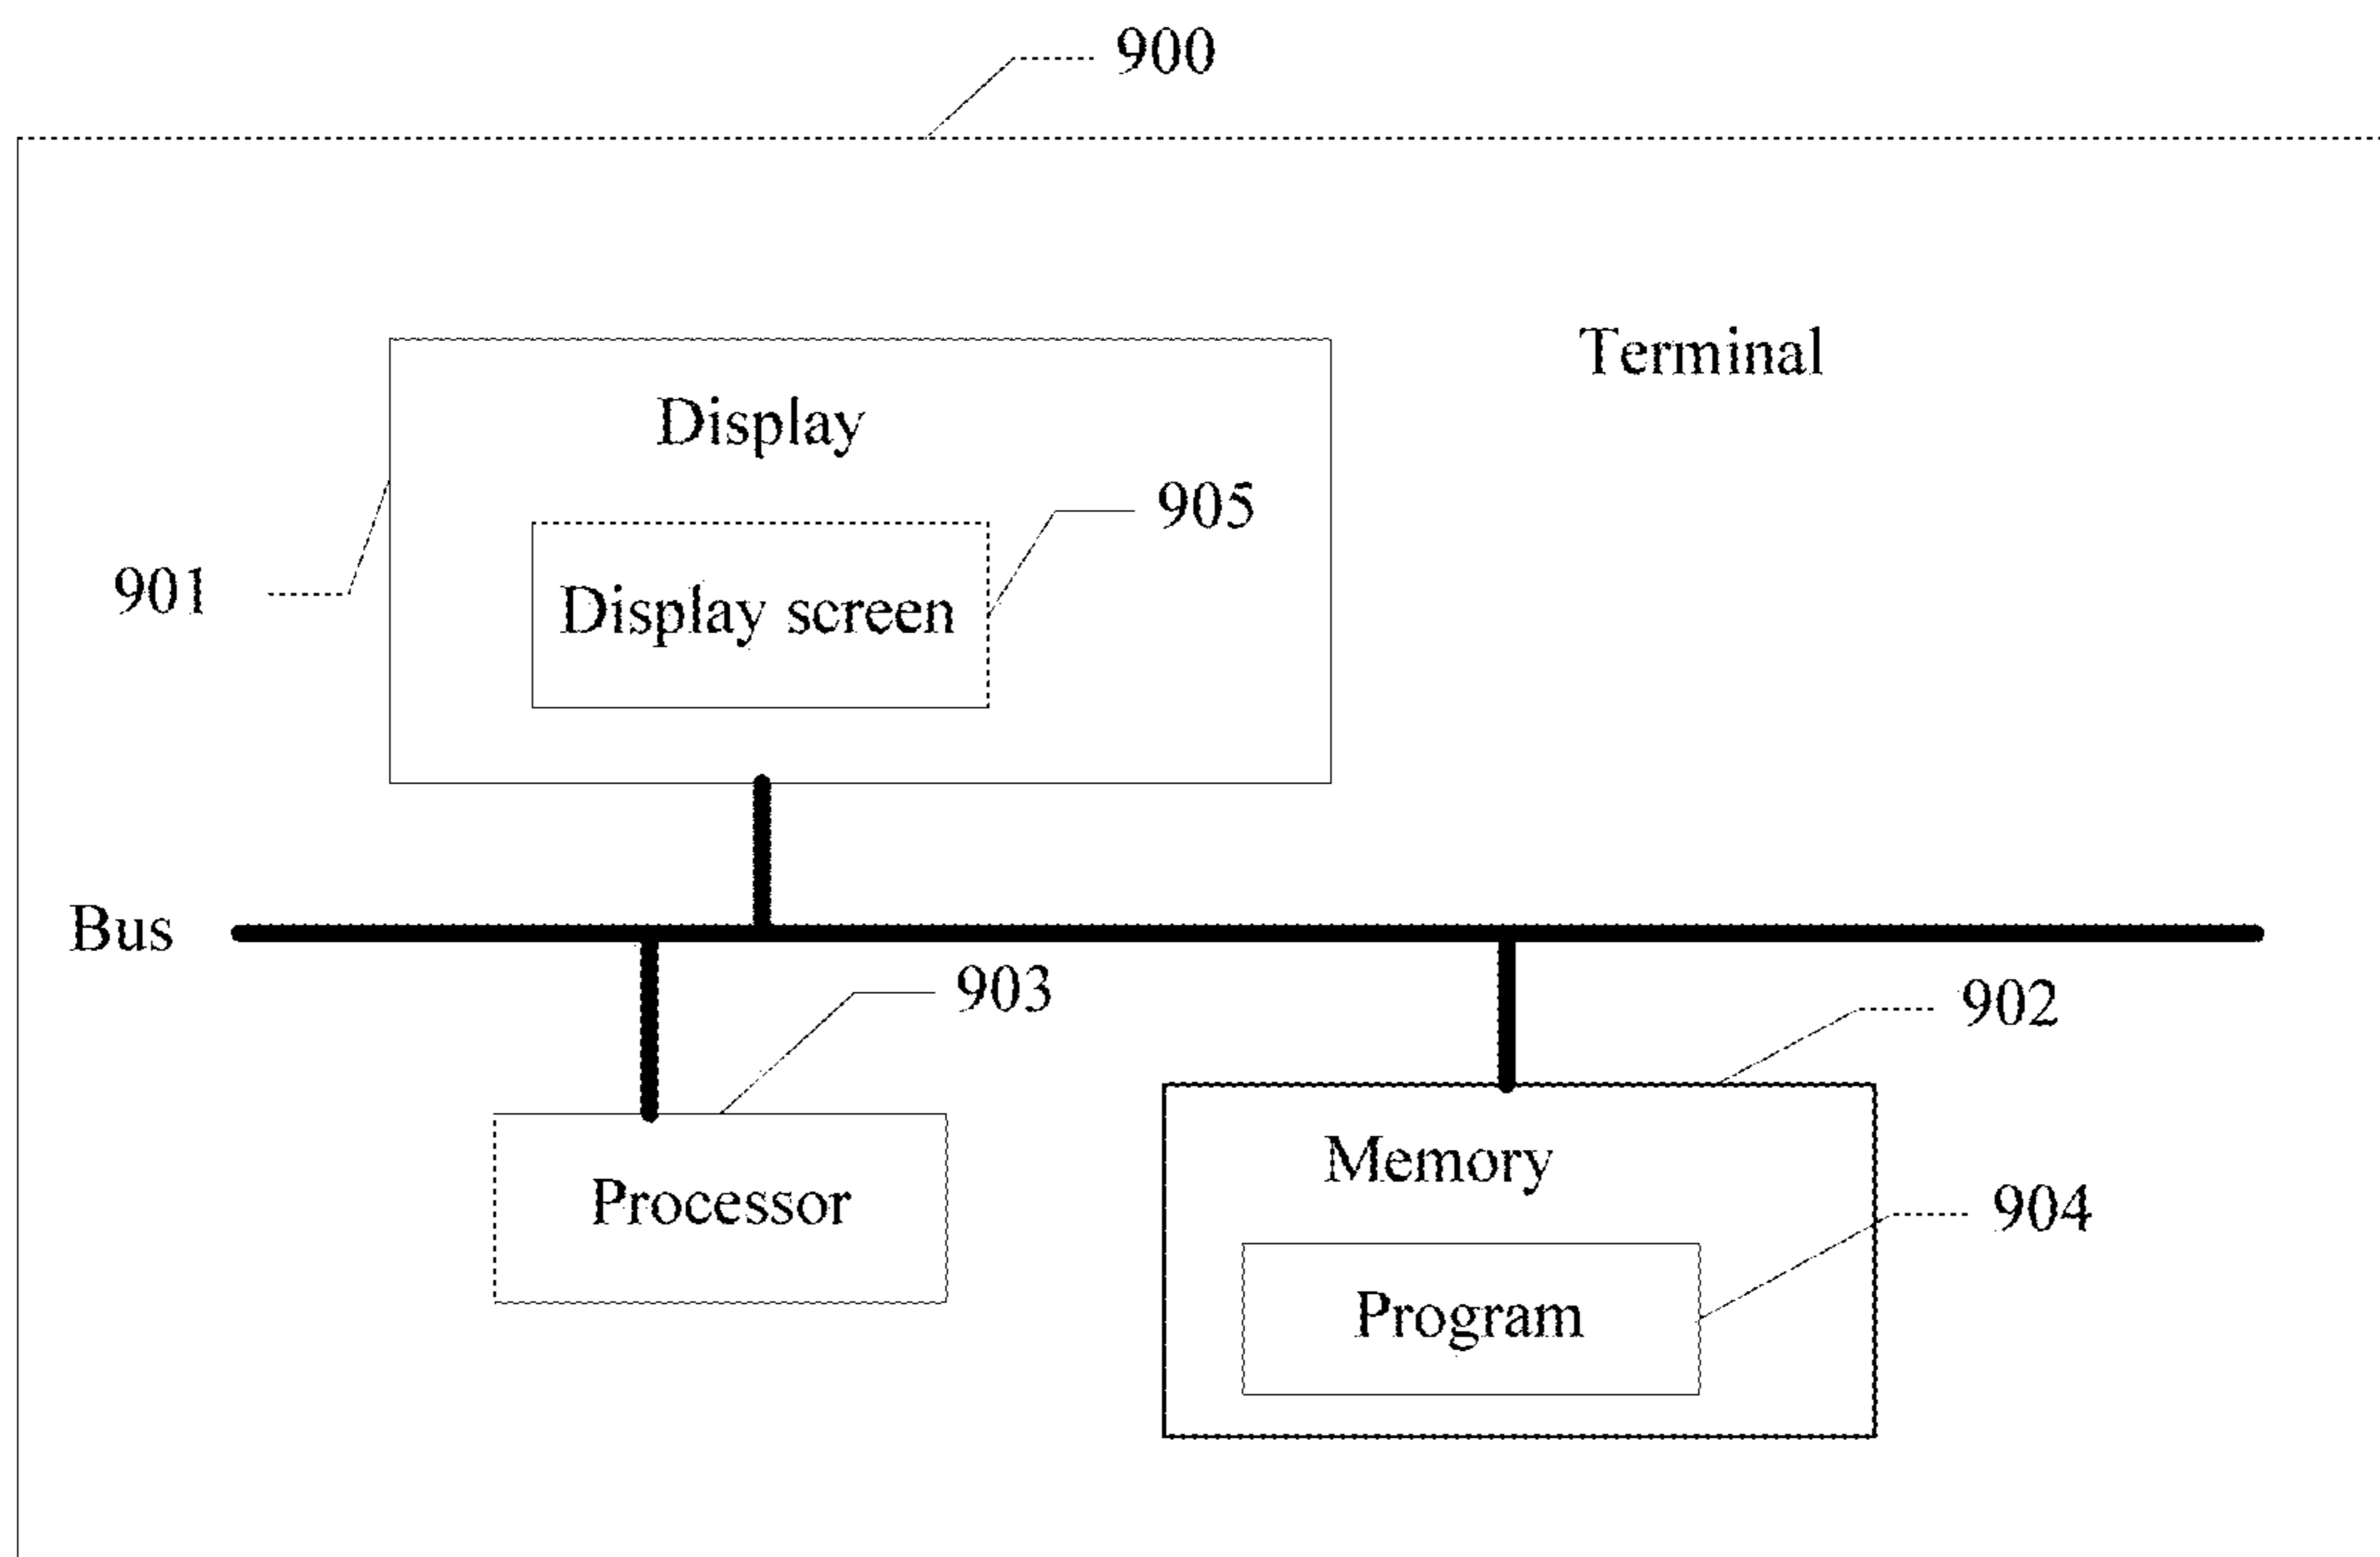 900
Terminal
Display
905
Display screen
901
Bus
903
902
Processor
Memory
904
Program